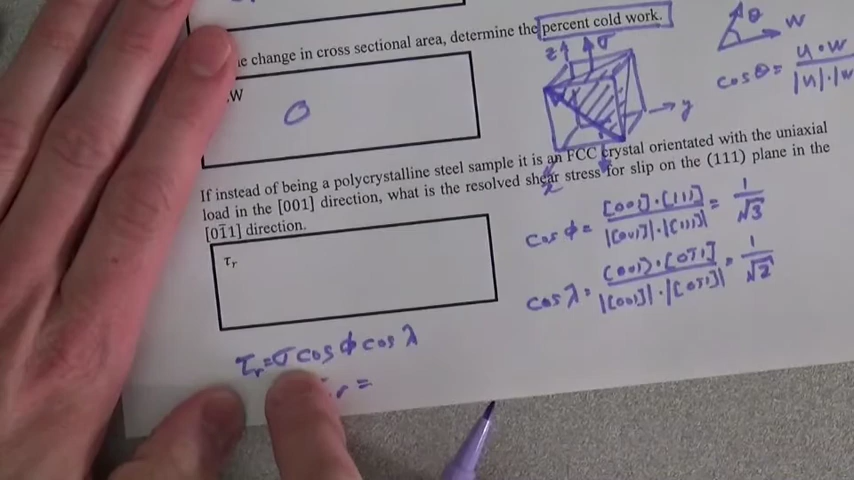 change in cross sectional area, determine the percent cold work.
W
O
z σ
y
θ
w
cos θ = u · w / |u| · |w
If instead of being a polycrystalline steel sample it is an FCC crystal orientated with the uniaxial
load in the [001] direction, what is the resolved shear stress for slip on the (111) plane in the
[01̅1] direction.
τr
cos ϕ = [001] · [111] / |[001]| · |[111]| = 1/√3
cos λ = [001] · [01̅1] / |[001]| · |[01̅1]| = 1/√2
τr = σ cos ϕ cos λ
r =